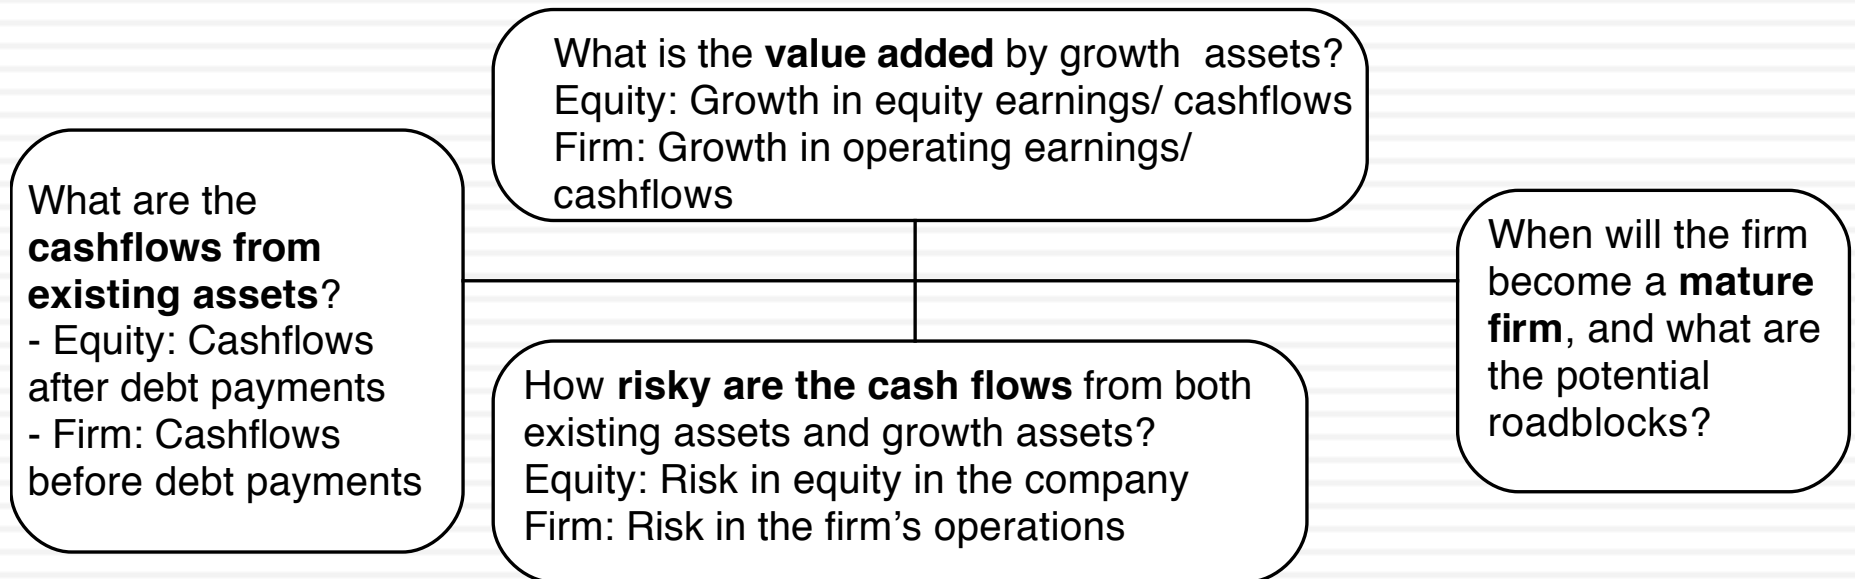 What is the value added by growth  assets?
Equity: Growth in equity earnings/ cashflows
Firm: Growth in operating earnings/
cashflows
What are the
cashflows from
existing assets?
- Equity: Cashflows
after debt payments
- Firm: Cashflows
before debt payments
How risky are the cash flows from both
existing assets and growth assets?
Equity: Risk in equity in the company
Firm: Risk in the firm’s operations
When will the firm
become a mature
firm, and what are
the potential
roadblocks?